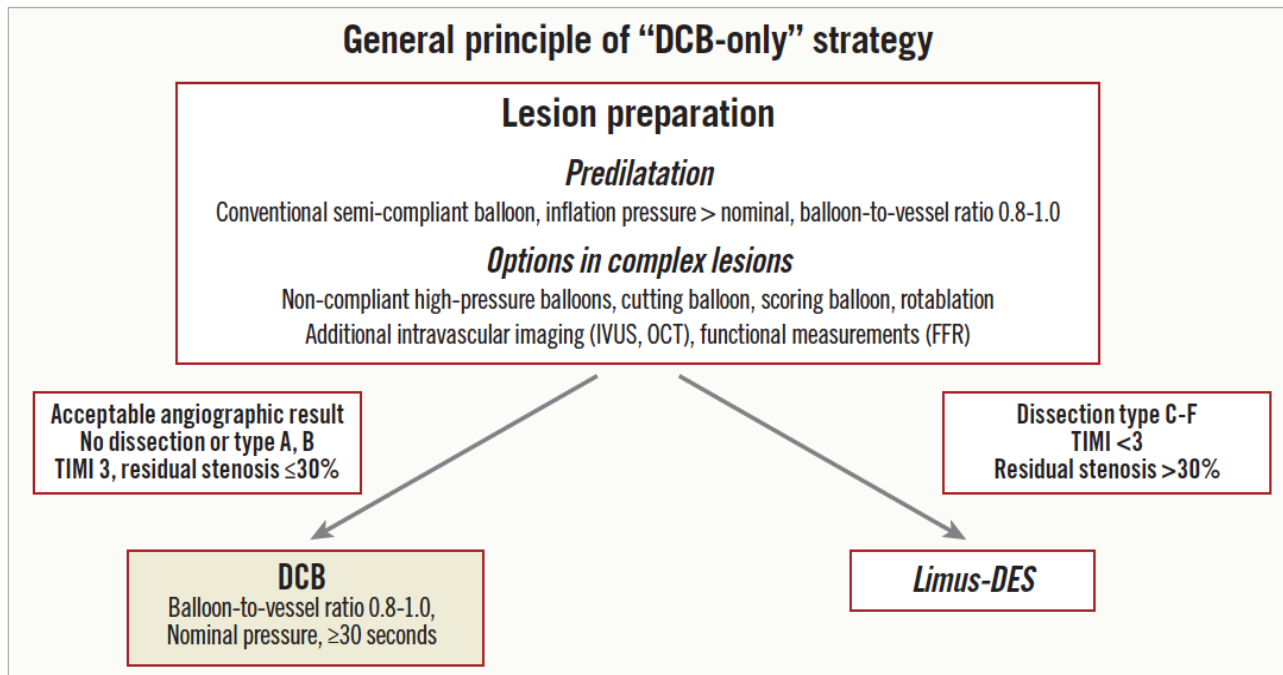 General principle of “DCB-only” strategy
Lesion preparation
Predilatation
Conventional semi-compliant balloon, inflation pressure > nominal, balloon-to-vessel ratio 0.8-1.0
Options in complex lesions
Non-compliant high-pressure balloons, cutting balloon, scoring balloon, rotablation
Additional intravascular imaging (IVUS, OCT), functional measurements (FFR)
Acceptable angiographic result
No dissection or type A, B
TIMI 3, residual stenosis ≤30%
Dissection type C-F
TIMI <3
Residual stenosis >30%
DCB
Balloon-to-vessel ratio 0.8-1.0,
Nominal pressure, ≥30 seconds
Limus-DES